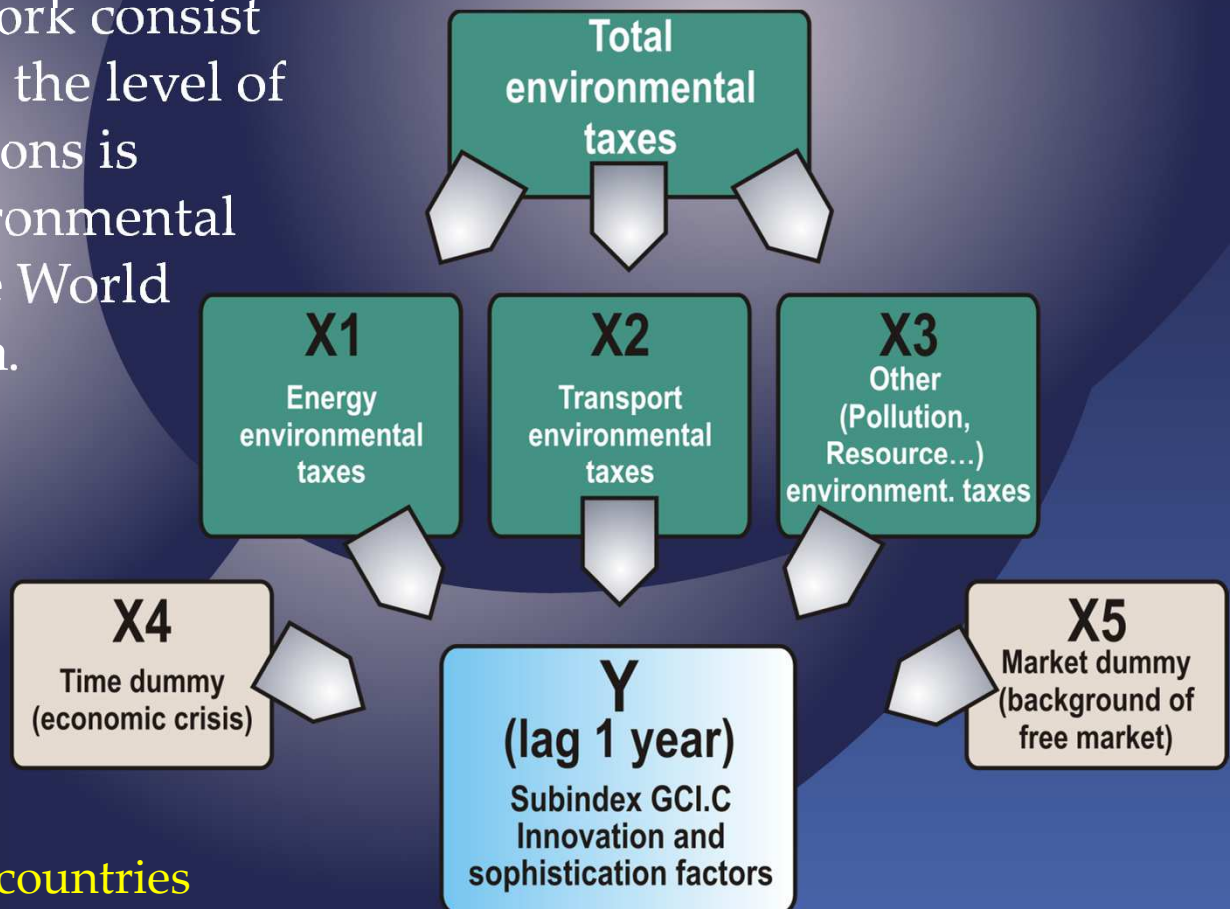 ork consist
the level of
ons is
ronmental
World
Total
environmental
taxes
X1
Energy
environmental
taxes
X2
Transport
environmental
taxes
X3
Other
(Pollution,
Resource...)
environment. taxes
X4
Time dummy
(economic crisis)
Y
(lag 1 year)
Subindex GCI.C
Innovation and
sophistication factors
X5
Market dummy
(background of
free market)
countries